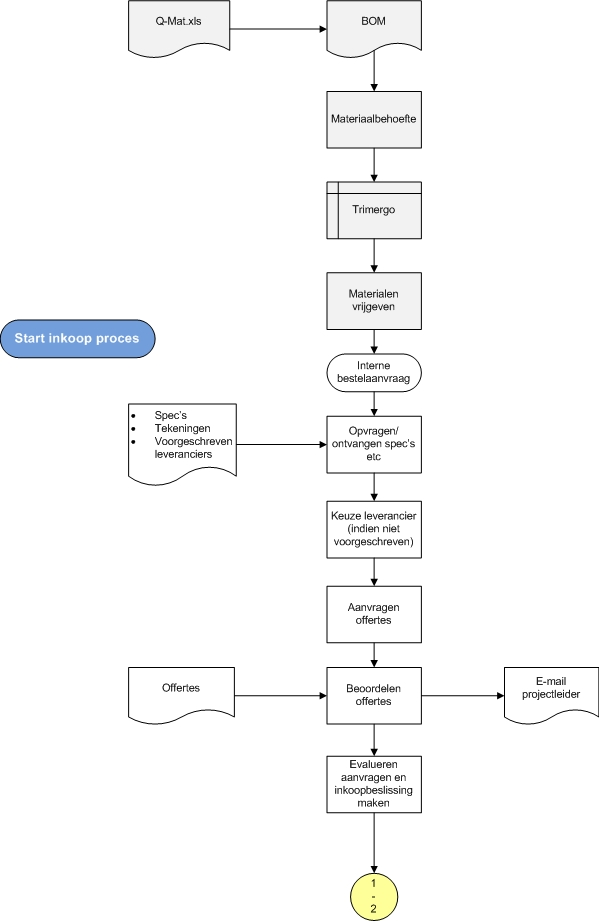 Q-Mat.xls
BOM
Materiaalbehoefte
Trimergo
Materialen
vrijgeven
Start inkoop proces
Interne
bestelaanvraag
• Spec's
• Tekeningen
• Voorgeschreven
leveranciers
Opvragen/
ontvangen spec's
etc
Keuze leverancier
(indien niet
voorgeschreven)
Aanvragen
offertes
Offertes
Beoordelen
offertes
E-mail
projectleider
Evalueren
aanvragen en
inkoopbeslissing
maken
1
-
2